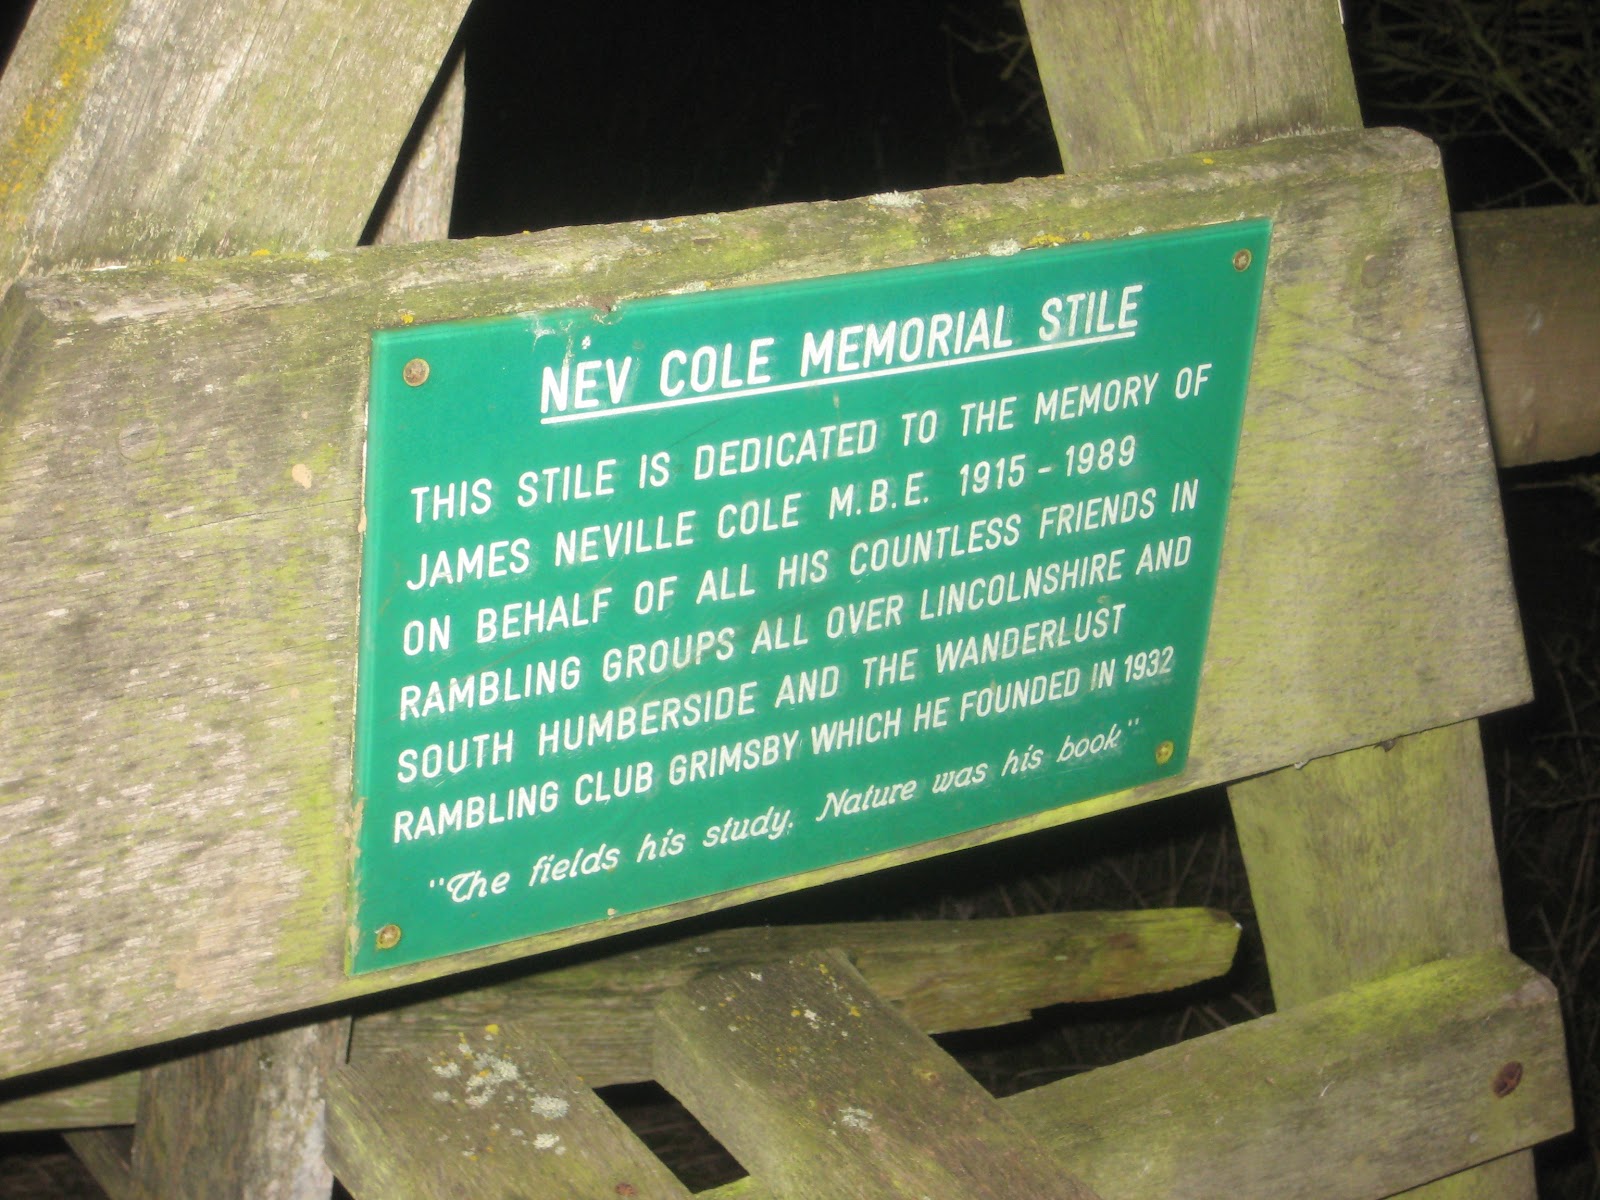 NEV COLE MEMORIAL STILE
THIS STILE IS DEDICATED TO THE MEMORY OF
JAMES NEVILLE COLE M.B.E. 1915 - 1989
ON BEHALF OF ALL HIS COUNTLESS FRIENDS IN
RAMBLING GROUPS ALL OVER LINCOLNSHIRE AND
SOUTH HUMBERSIDE AND THE WANDERLUST
RAMBLING CLUB GRIMSBY WHICH HE FOUNDED IN 1932
"The fields his study. Nature was his book"